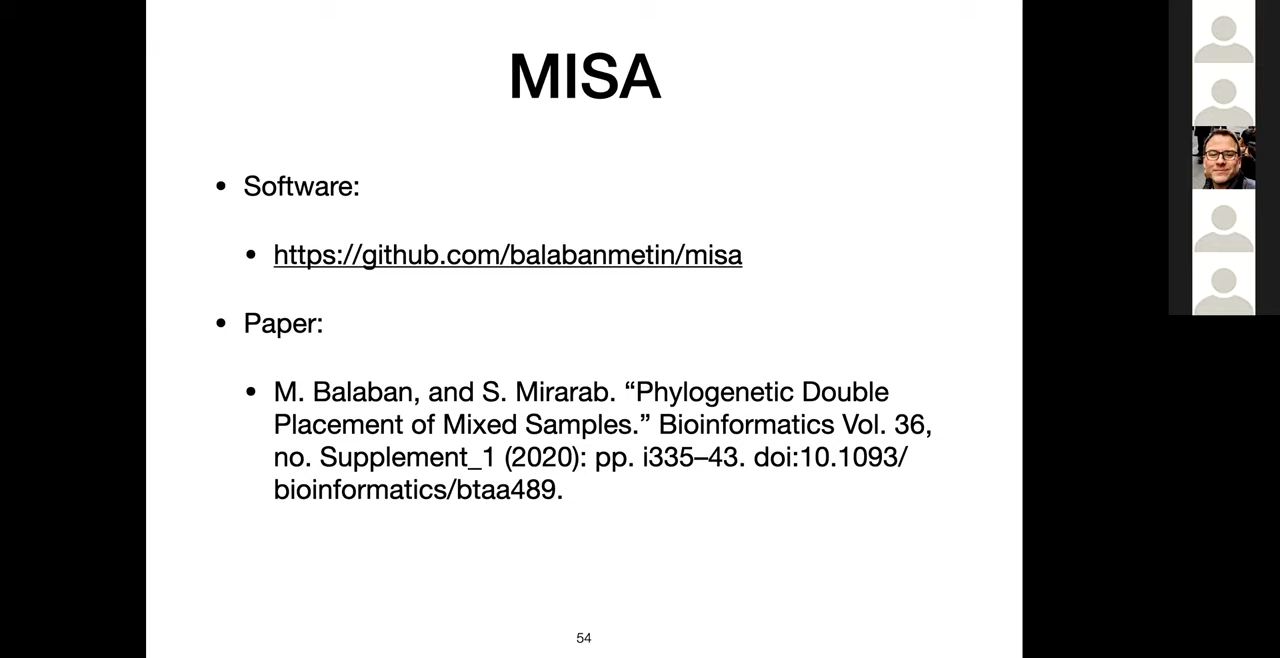 MISA
• Software:
• https://github.com/balabanmetin/misa
• Paper:
• M. Balaban, and S. Mirarab. “Phylogenetic Double
Placement of Mixed Samples.” Bioinformatics Vol. 36,
no. Supplement_1 (2020): pp. i335–43. doi:10.1093/
bioinformatics/btaa489.
54